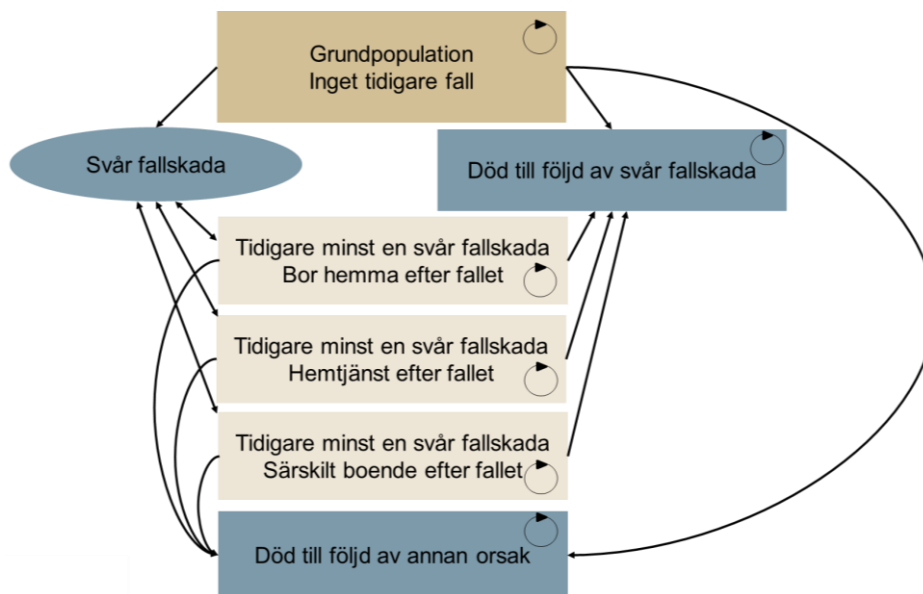 Grundpopulation
Inget tidigare fall
Svår fallskada
Död till följd av svår fallskada
Tidigare minst en svår fallskada
Bor hemma efter fallet
Tidigare minst en svår fallskada
Hemtjänst efter fallet
Tidigare minst en svår fallskada
Särskilt boende efter fallet
Död till följd av annan orsak